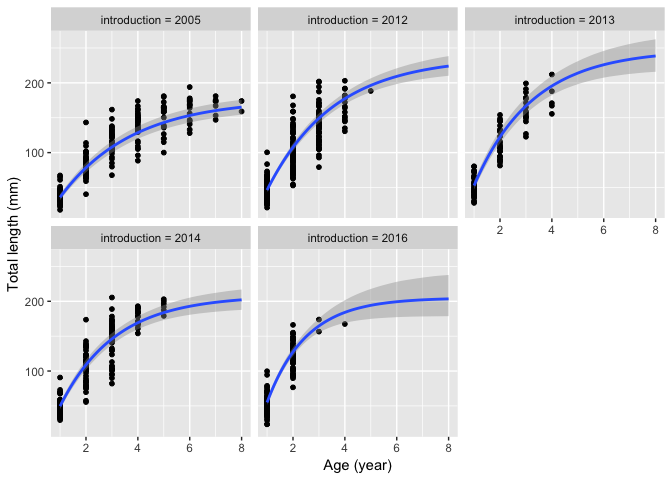 introduction = 2005
introduction = 2012
introduction = 2013
200
100
2 4 6 8
introduction = 2014
introduction = 2016
200
100
2 4 6 8
2 4 6 8
Total length (mm)
Age (year)